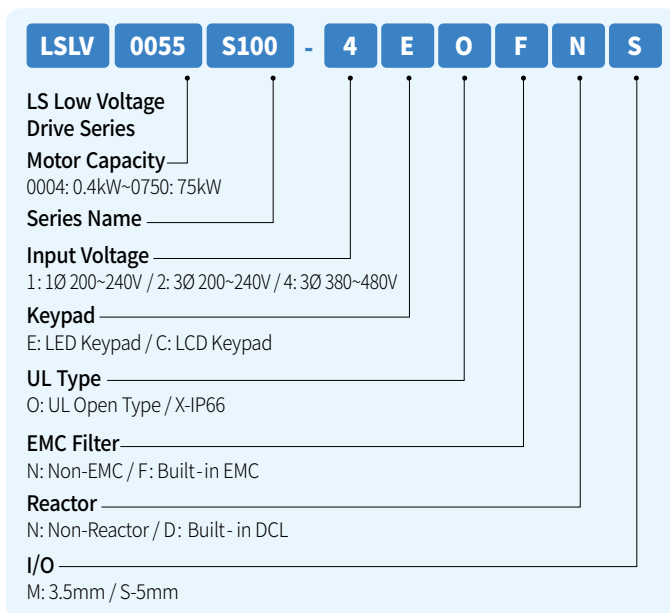 LSLV 0055 S100 - 4 E O F N S
LS Low Voltage
Drive Series
Motor Capacity
0004: 0.4kW~0750: 75kW
Series Name
Input Voltage
1: 1Ø 200~240V / 2: 3Ø 200~240V / 4: 3Ø 380~480V
Keypad
E: LED Keypad / C: LCD Keypad
UL Type
O: UL Open Type / X-IP66
EMC Filter
N: Non-EMC / F: Built-in EMC
Reactor
N: Non-Reactor / D: Built-in DCL
I/O
M: 3.5mm / S-5mm